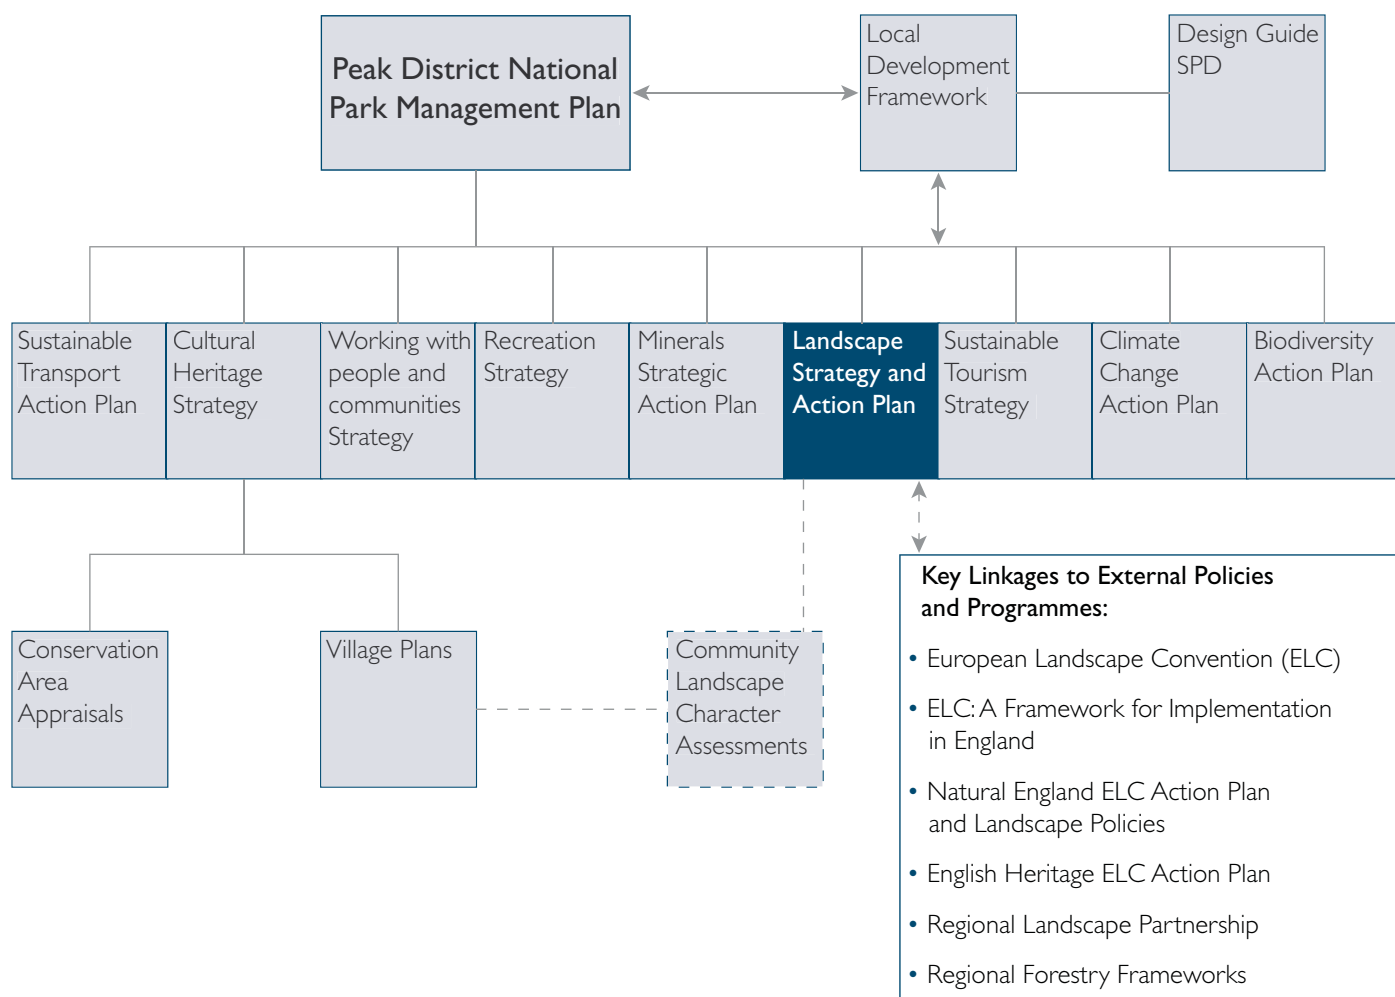 Peak District National
Park Management Plan
Local
Development
Framework
Design Guide
SPD
Sustainable
Transport
Action Plan
Cultural
Heritage
Strategy
Working with
people and
communities
Strategy
Recreation
Strategy
Minerals
Strategic
Action Plan
Landscape
Strategy and
Action Plan
Sustainable
Tourism
Strategy
Climate
Change
Action Plan
Biodiversity
Action Plan
Conservation
Area
Appraisals
Village Plans
Community
Landscape
Character
Assessments
Key Linkages to External Policies
and Programmes:
• European Landscape Convention (ELC)
• ELC: A Framework for Implementation
in England
• Natural England ELC Action Plan
and Landscape Policies
• English Heritage ELC Action Plan
• Regional Landscape Partnership
• Regional Forestry Frameworks